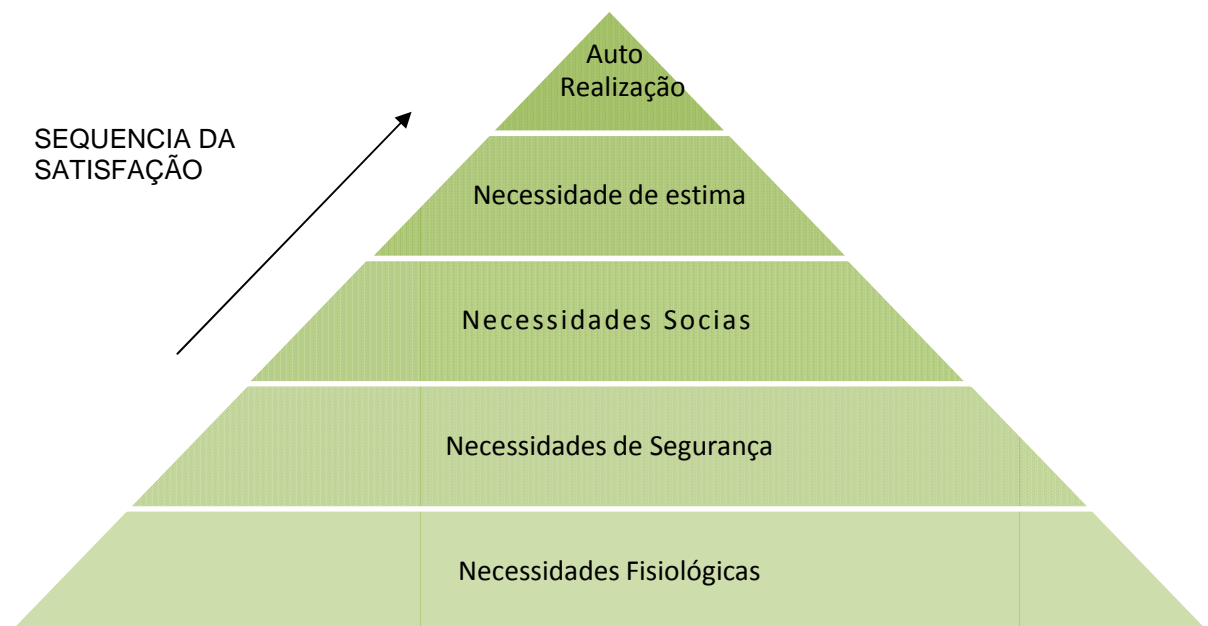 Auto
Realização
SEQUENCIA DA
SATISFAÇÃO
Necessidade de estima
Necessidades Socias
Necessidades de Segurança
Necessidades Fisiológicas